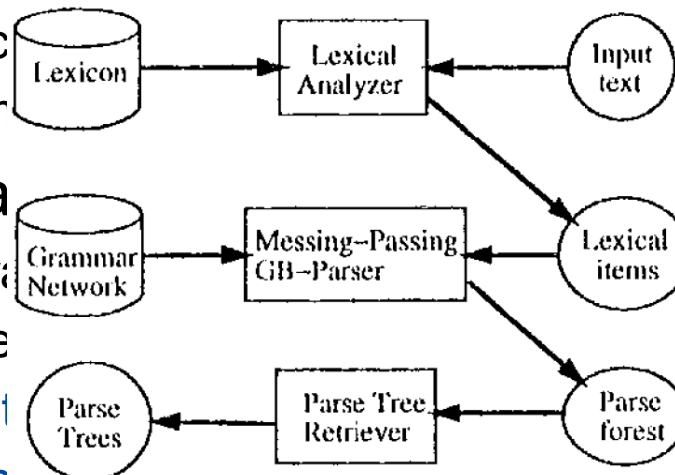 Lexicon
Lexical
Analyzer
Input
text
Grammar
Network
Messing-Passing
GB-Parser
Lexical
items
Parse
Trees
Parse Tree
Retriever
Parse
forest